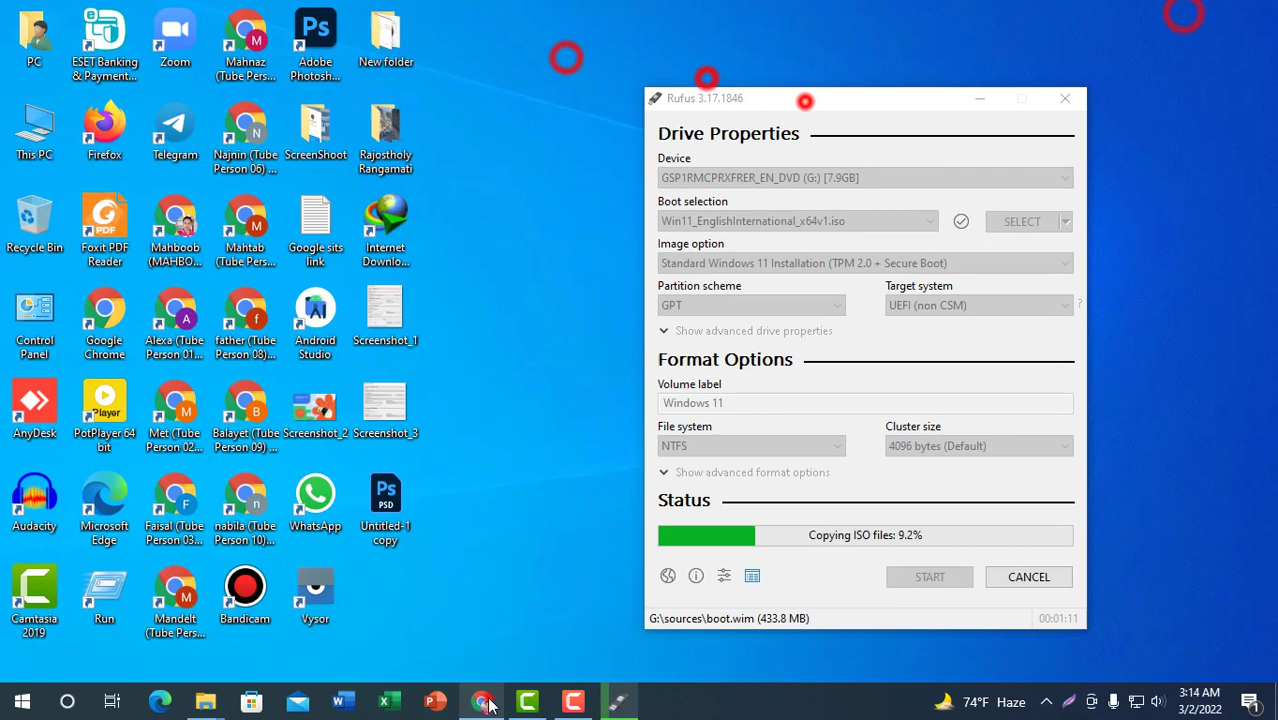 PC
ESET Banking
& Payment...
Zoom
Mahnaz
(Tube Pers...
Adobe
Photosh...
New folder
This PC
Firefox
Telegram
Najnin (Tube
Person 06) ...
ScreenShoot
Rajostholy
Rangamati
Recycle Bin
Foxit PDF
Reader
Mahboob
(MAHBO...
Mahtab
(Tube Pers...
Google sits
link
Internet
Downlo...
Control
Panel
Google
Chrome
Alexa (Tube
Person 01...
father (Tube
Person 08)...
Android
Studio
Screenshot_1
AnyDesk
PotPlayer 64
bit
Met (Tube
Person 02...
Balayet (Tube
Person 09) ...
Screenshot_2
Screenshot_3
Audacity
Microsoft
Edge
Faisal (Tube
Person 03...
nabila (Tube
Person 10)...
WhatsApp
Untitled-1
copy
Camtasia
2019
Run
Mandelt
(Tube Pers...
Bandicam
Vysor
Rufus 3.17.1846
Drive Properties
Device
GSP1RMCPRXFRER_EN_DVD (G:) [7.9GB]
Boot selection
Win11_EnglishInternational_x64v1.iso
SELECT
Image option
Standard Windows 11 Installation (TPM 2.0 + Secure Boot)
Partition scheme
Target system
GPT
UEFI (non CSM)
?
Show advanced drive properties
Format Options
Volume label
Windows 11
File system
Cluster size
NTFS
4096 bytes (Default)
Show advanced format options
Status
Copying ISO files: 9.2%
START
CANCEL
G:\sources\boot.wim (433.8 MB)
00:01:11
74°F Haze
3:14 AM
3/2/2022